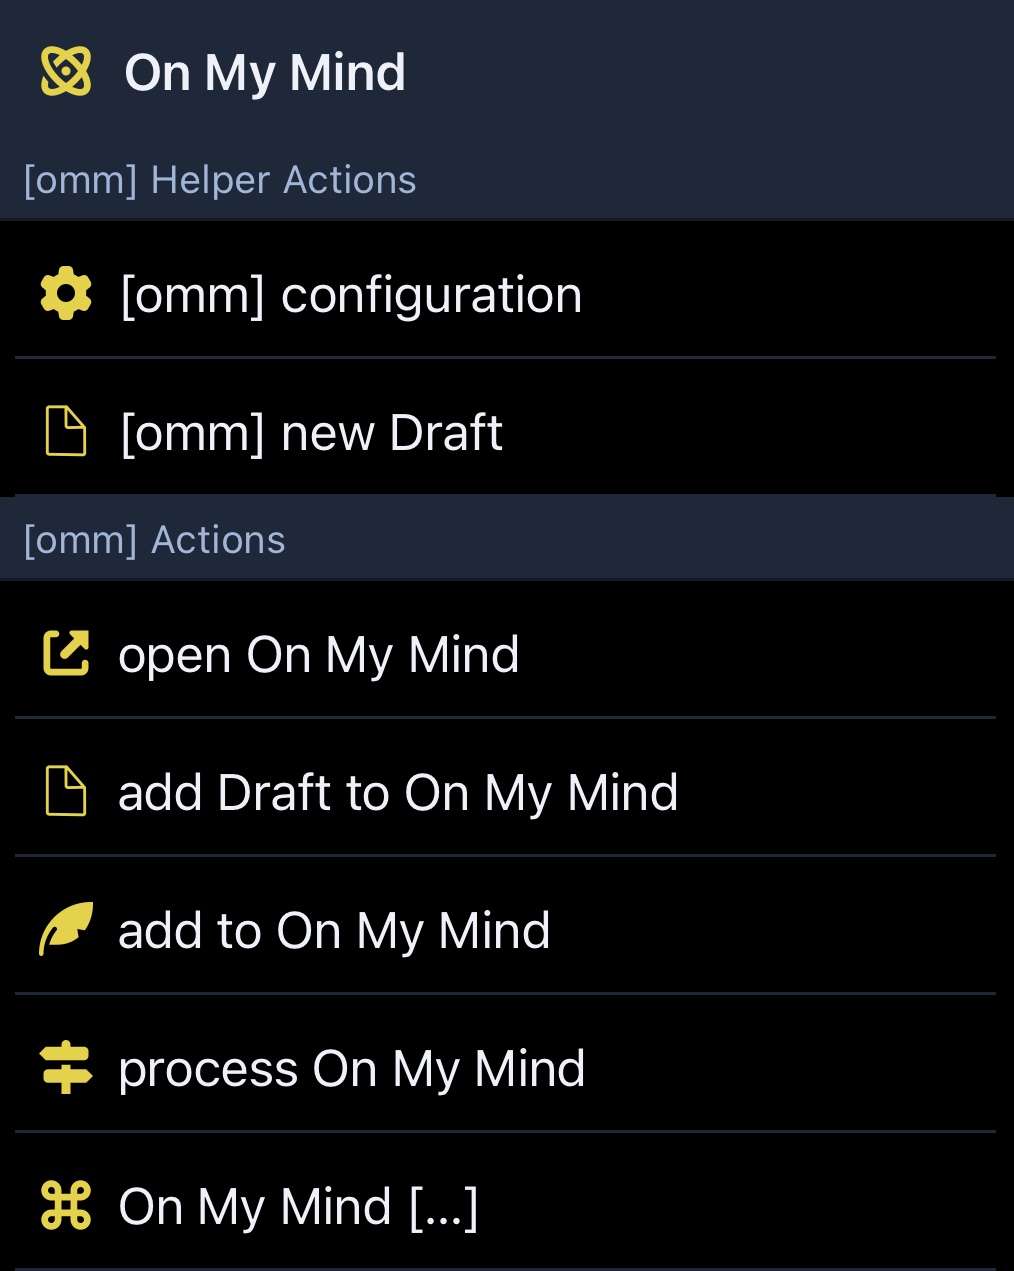 On My Mind
[omm] Helper Actions
[omm] configuration
[omm] new Draft
[omm] Actions
open On My Mind
add Draft to On My Mind
add to On My Mind
process On My Mind
On My Mind [...]